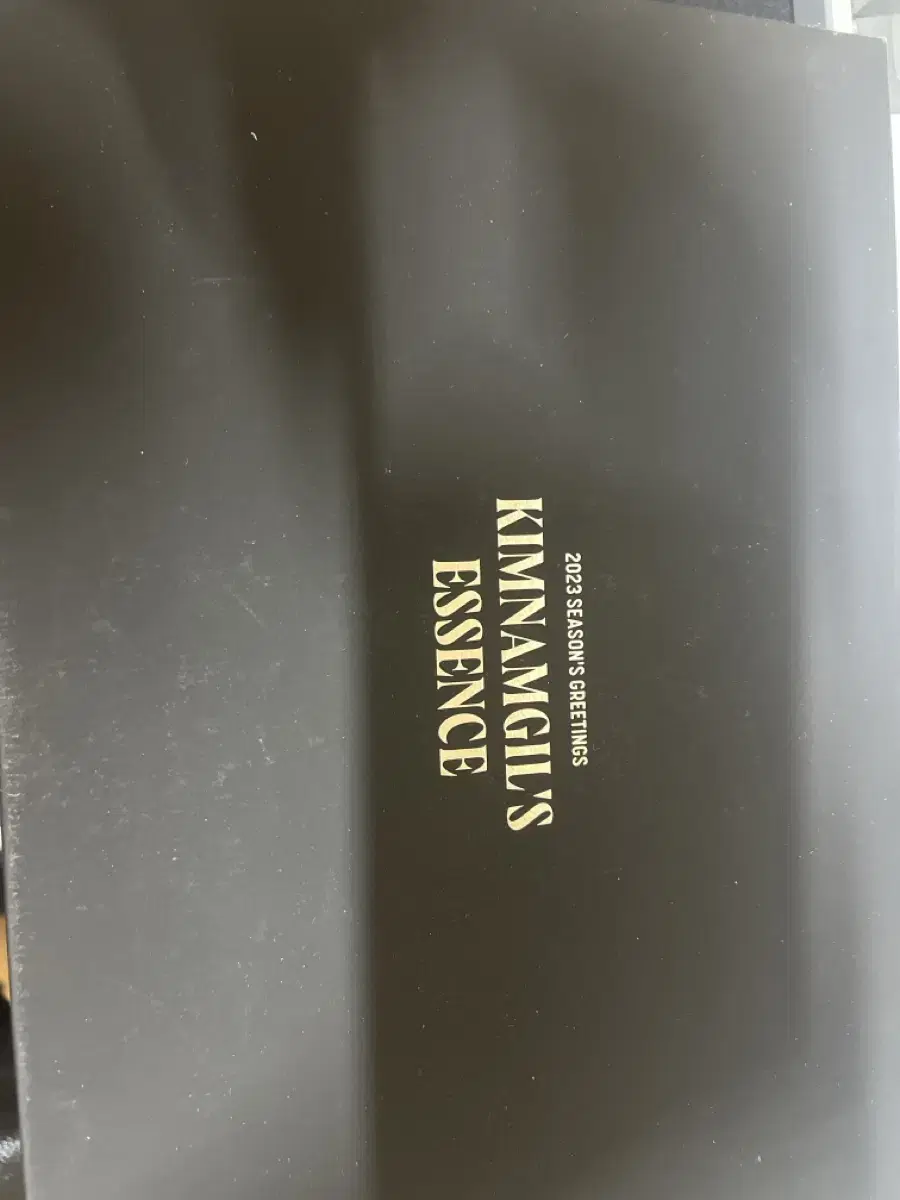 2023 SEASON'S GREETINGS
KIMNAMGIL'S
ESSENCE